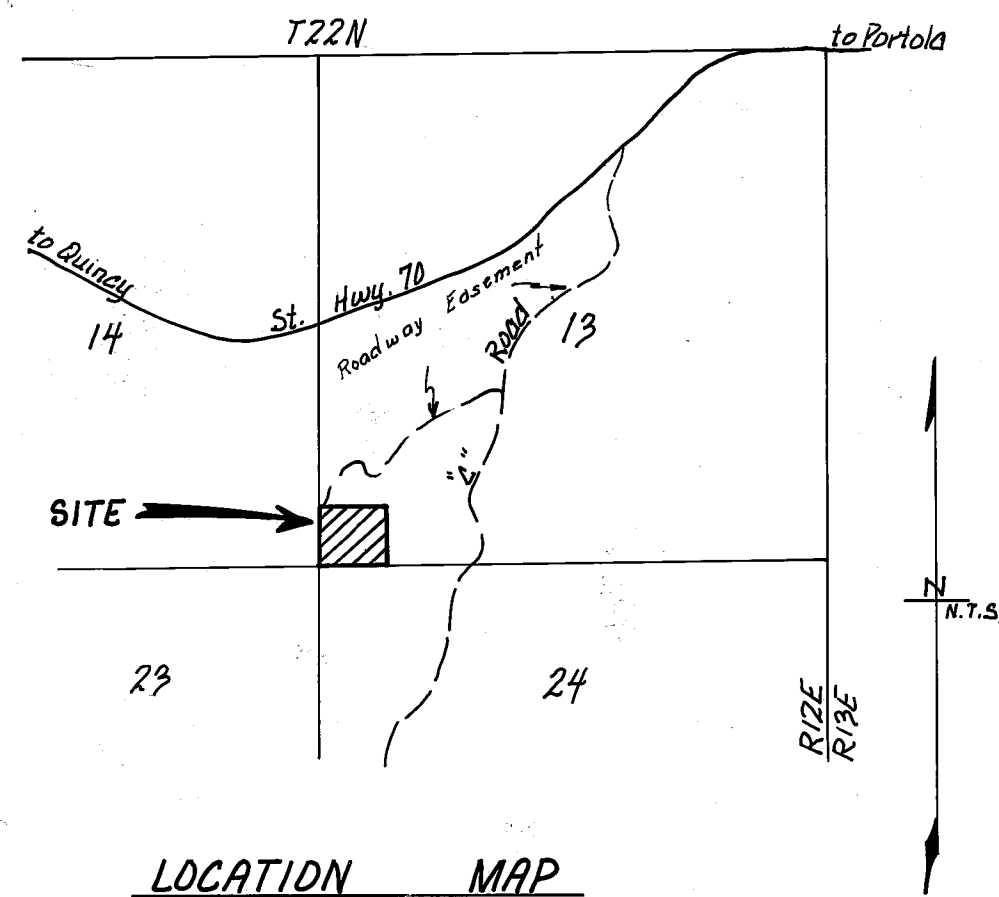 T22N
to Portola
to Quincy
St. Hwy. 70
Roadway Easement
14
ROAD
13
"C"
SITE
N
N.T.S.
23
24
R12E
R13E
LOCATION MAP